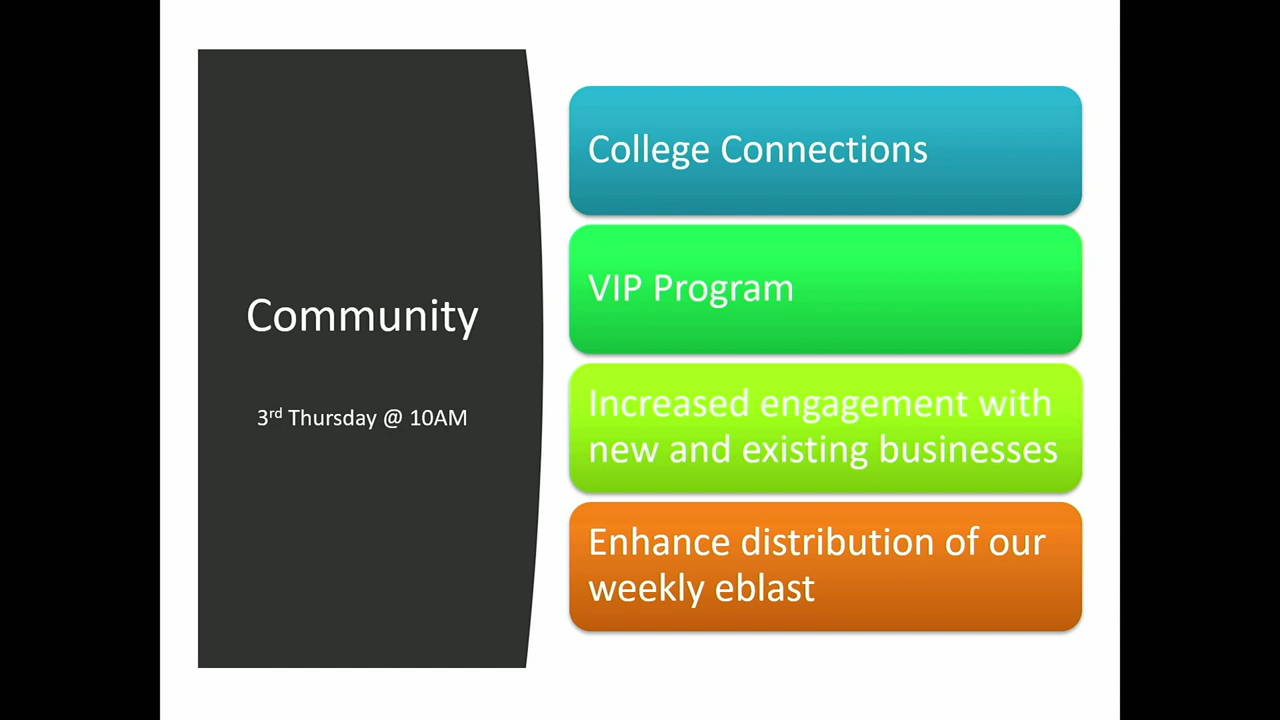 Community
3rd Thursday @ 10AM
College Connections
VIP Program
Increased engagement with
new and existing businesses
Enhance distribution of our
weekly eblast